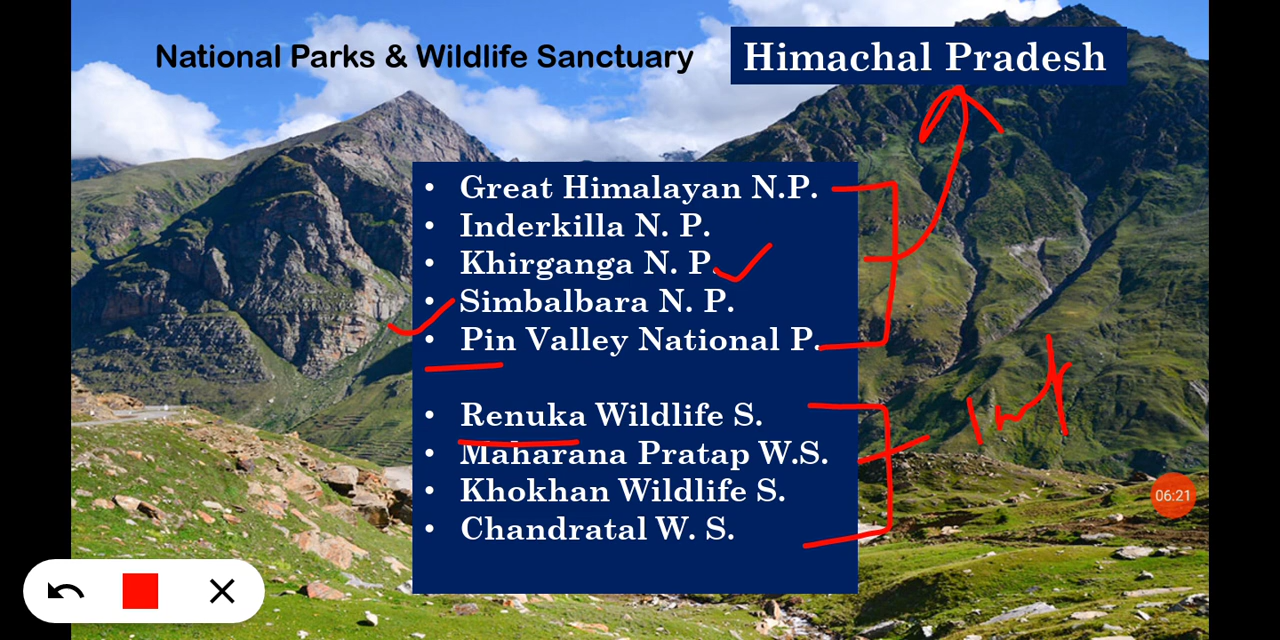 National Parks & Wildlife Sanctuary
Himachal Pradesh
• Great Himalayan N.P.
• Inderkilla N. P.
• Khirganga N. P.
• Simbalbara N. P.
• Pin Valley National P.
• Renuka Wildlife S.
• Maharana Pratap W.S.
• Khokhan Wildlife S.
• Chandratal W. S.
06:21